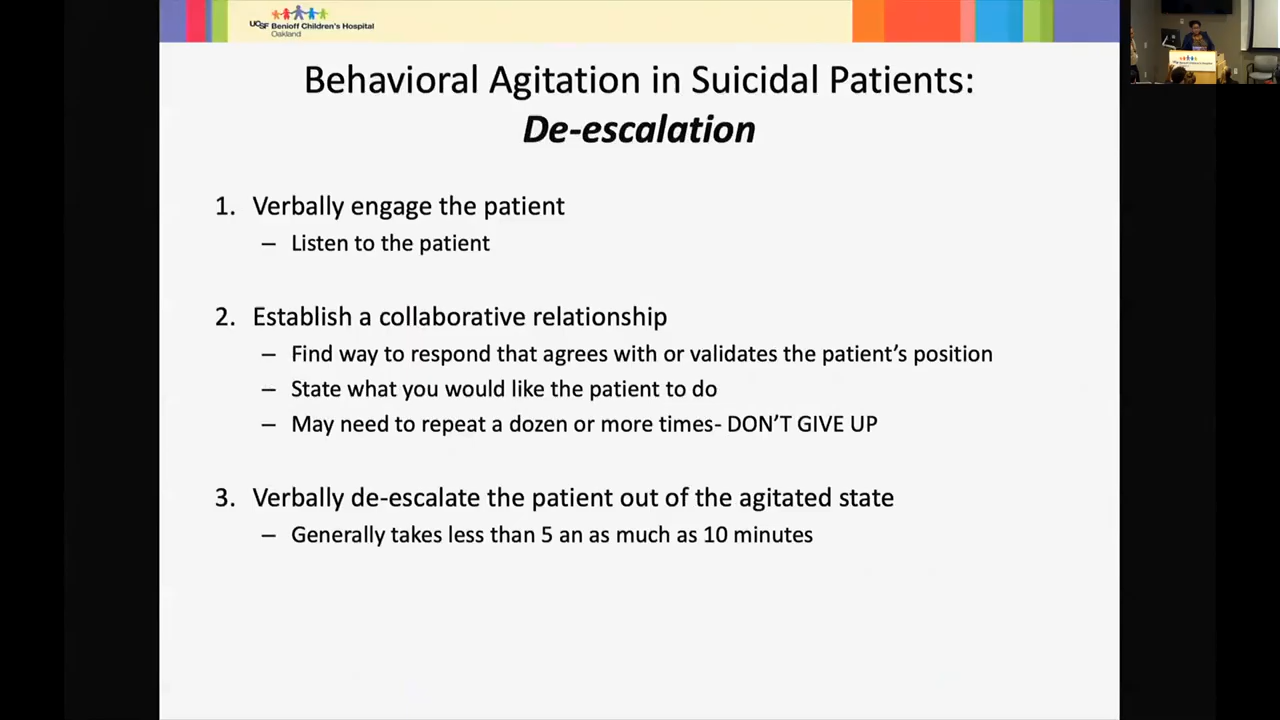 UCSF Benioff Children's Hospital
Oakland
Behavioral Agitation in Suicidal Patients:
De-escalation
1. Verbally engage the patient
– Listen to the patient
2. Establish a collaborative relationship
– Find way to respond that agrees with or validates the patient's position
– State what you would like the patient to do
– May need to repeat a dozen or more times- DON'T GIVE UP
3. Verbally de-escalate the patient out of the agitated state
– Generally takes less than 5 an as much as 10 minutes